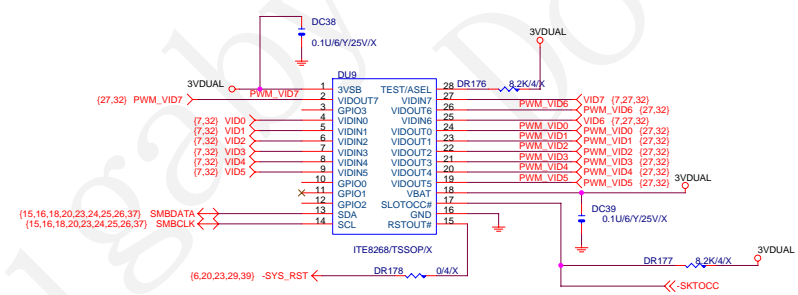 DC38
0.1U/6/Y/25V/X
3VDUAL
3VDUAL
DU9
DR176 8.2K/4/X
{27,32} PWM_VID7
PWM_VID7
1 3VSB TEST/ASEL 28
2 VIDOUT7 VIDIN7 27 VID7 {7,27,32}
3 GPIO3 VIDOUT6 26 PWM_VID6 PWM_VID6 {27,32}
{7,32} VID0 4 VIDIN0 VIDIN6 25 VID6 {7,27,32}
{7,32} VID1 5 VIDIN1 VIDOUT0 24 PWM_VID0 PWM_VID0 {27,32}
{7,32} VID2 6 VIDIN2 VIDOUT1 23 PWM_VID1 PWM_VID1 {27,32}
{7,32} VID3 7 VIDIN3 VIDOUT2 22 PWM_VID2 PWM_VID2 {27,32}
{7,32} VID4 8 VIDIN4 VIDOUT3 21 PWM_VID3 PWM_VID3 {27,32}
{7,32} VID5 9 VIDIN5 VIDOUT4 20 PWM_VID4 PWM_VID4 {27,32}
10 GPIO0 VIDOUT5 19 PWM_VID5 PWM_VID5 {27,32}
11 GPIO1 VBAT 18 3VDUAL
12 GPIO2 SLOTOCC# 17
{15,16,18,20,23,24,25,26,37} SMBDATA 13 SDA GND 16
{15,16,18,20,23,24,25,26,37} SMBCLK 14 SCL RSTOUT# 15
DC39
0.1U/6/Y/25V/X
ITE8268/TSSOP/X
3VDUAL
{6,20,23,29,39} -SYS_RST DR178 0/4/X
DR177 8.2K/4/X
-SKTOCC